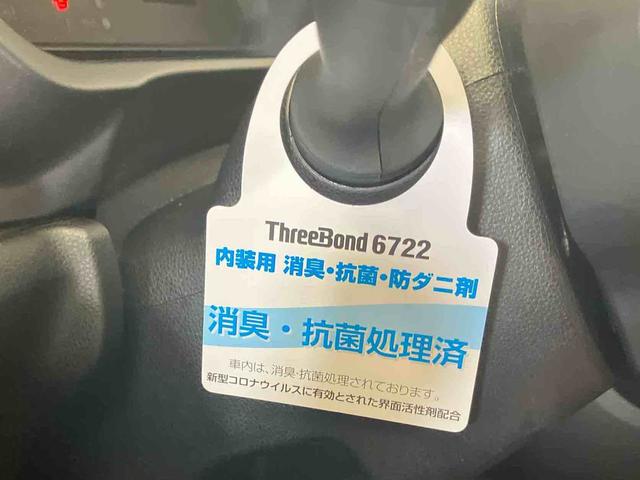 ThreeBond 6722
内装用 消臭・抗菌・防ダニ剤
消臭・抗菌処理済
車内は、消臭・抗菌処理されております。
新型コロナウイルスに有効とされた界面活性剤配合